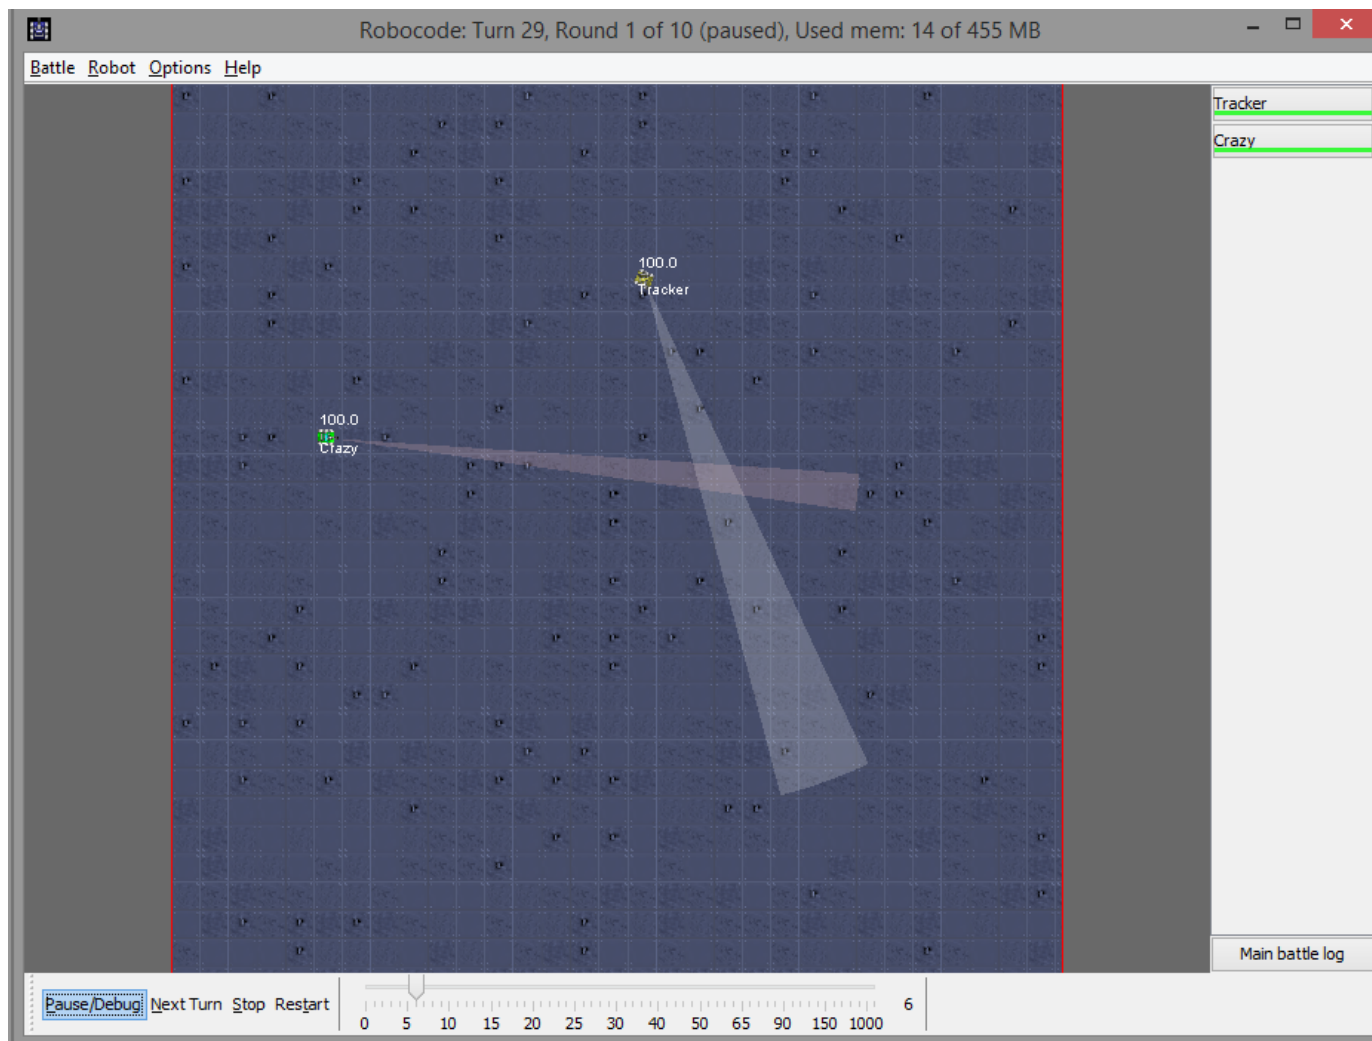 Robocode: Turn 29, Round 1 of 10 (paused), Used mem: 14 of 455 MB
Battle Robot Options Help
Tracker
Crazy
100.0
Tracker
100.0
Crazy
Main battle log
Pause/Debug Next Turn Stop Restart 6
0 5 10 15 20 25 30 40 50 65 90 150 1000